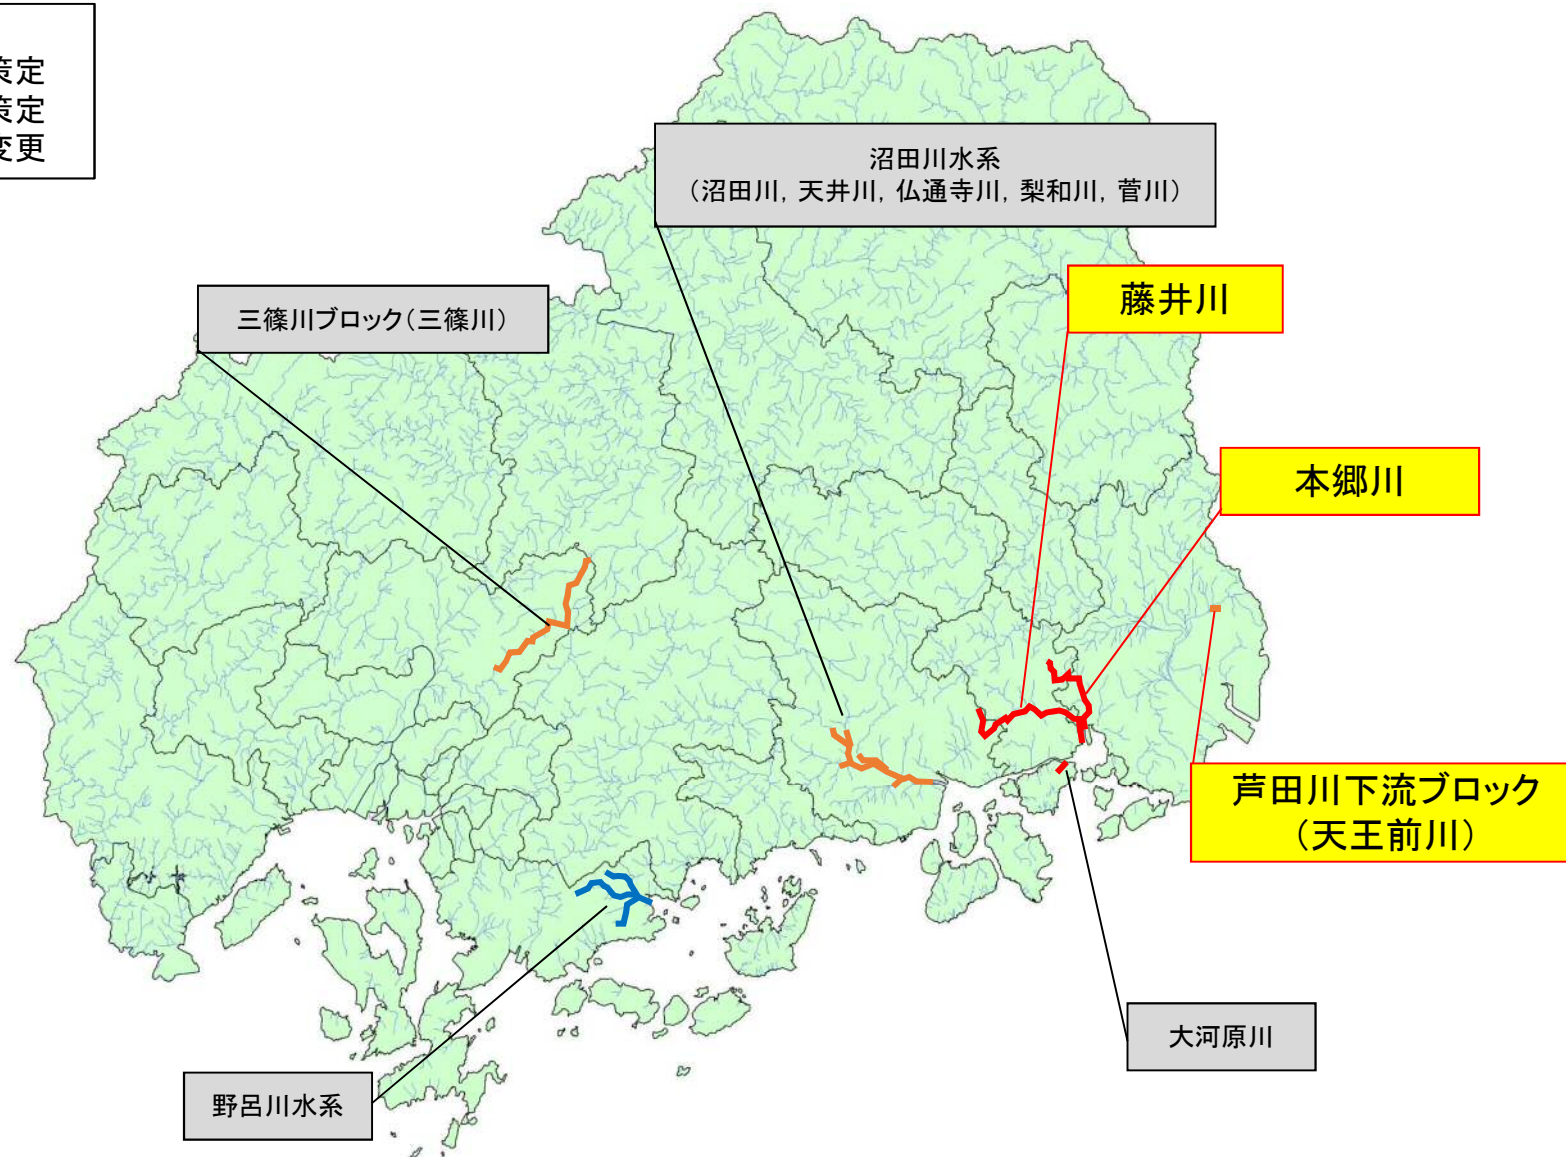 策定
策定
変更
沼田川水系
（沼田川，天井川，仏通寺川，梨和川，菅川）
藤井川
三篠川ブロック（三篠川）
本郷川
芦田川下流ブロック
（天王前川）
大河原川
野呂川水系